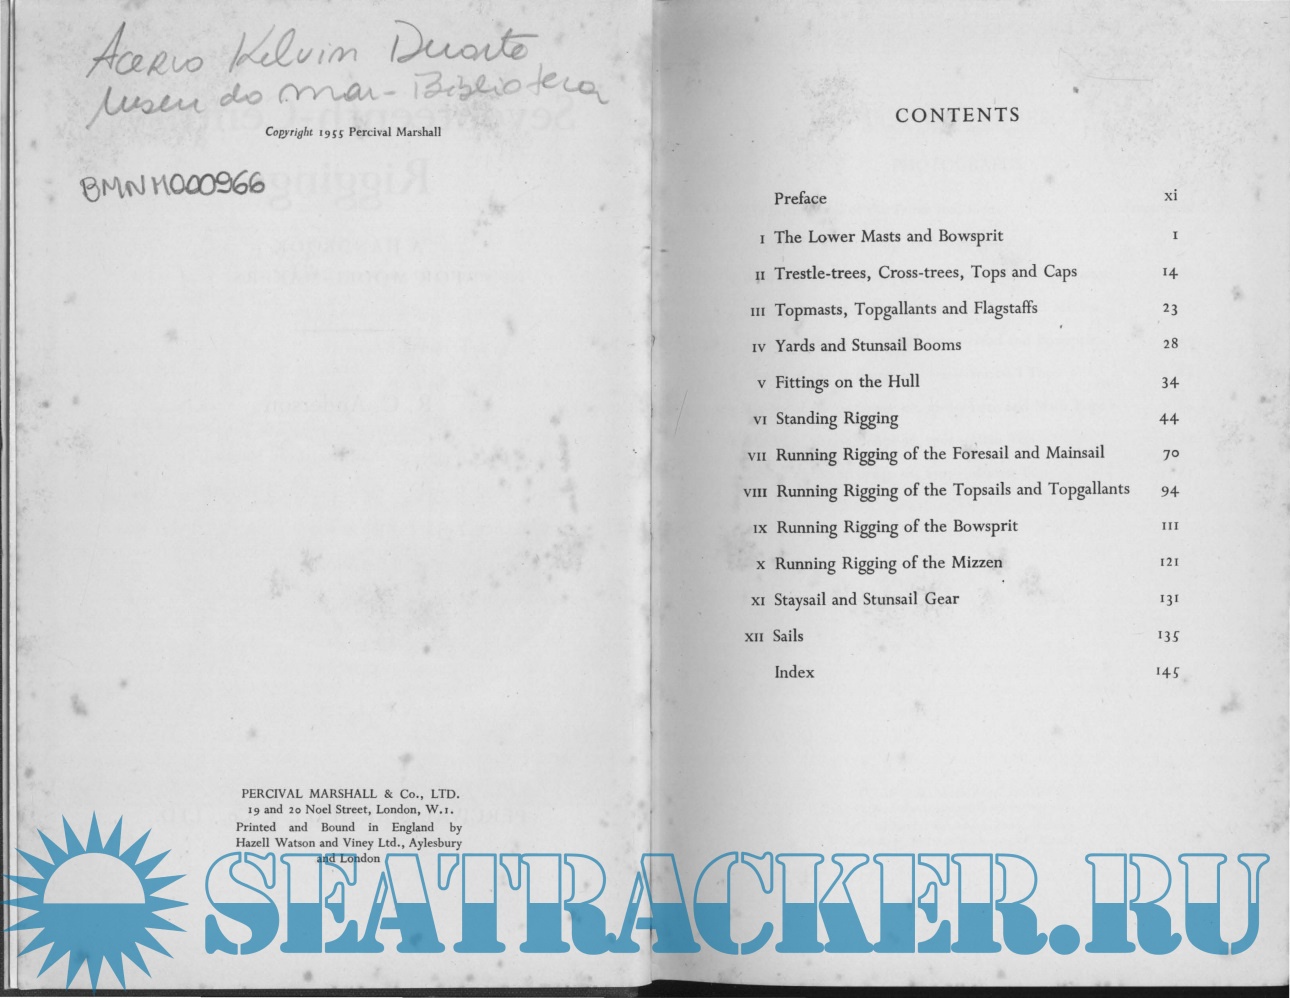 Acervo Kelvin Duarte
Museu do Mar - Biblioteca
Copyright 1955 Percival Marshall
BMNM000966
PERCIVAL MARSHALL & Co., LTD.
19 and 20 Noel Street, London, W.1.
Printed and Bound in England by
Hazell Watson and Viney Ltd., Aylesbury
and London
CONTENTS
Preface xi
I The Lower Masts and Bowsprit 1
II Trestle-trees, Cross-trees, Tops and Caps 14
III Topmasts, Topgallants and Flagstaffs 23
IV Yards and Stunsail Booms 28
V Fittings on the Hull 34
VI Standing Rigging 44
VII Running Rigging of the Foresail and Mainsail 70
VIII Running Rigging of the Topsails and Topgallants 94
IX Running Rigging of the Bowsprit 111
X Running Rigging of the Mizzen 121
XI Staysail and Stunsail Gear 131
XII Sails 135
Index 145
SEATRACKER.RU